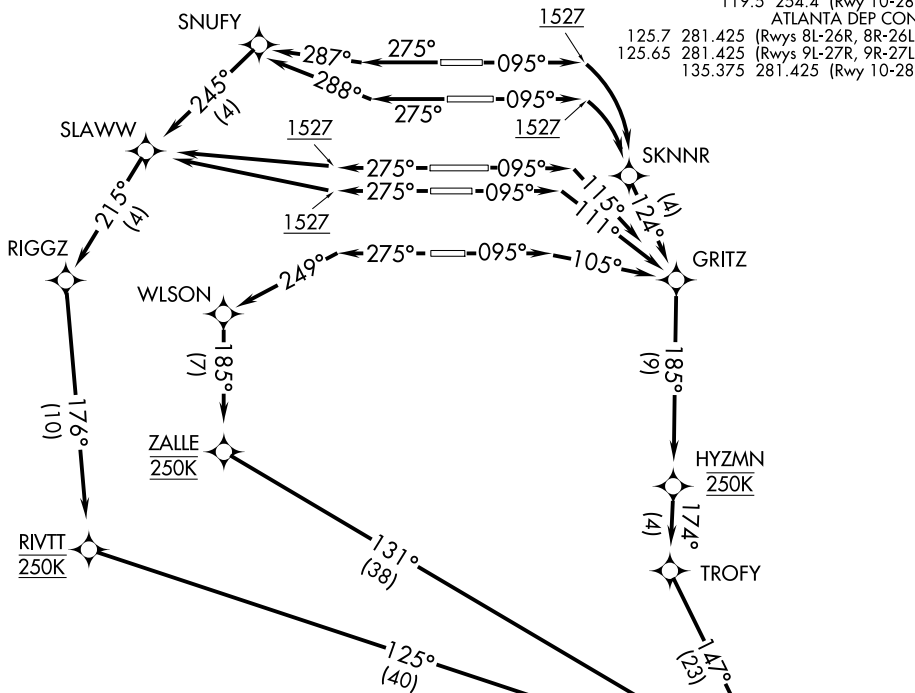 119.5 254.4 (Rwy 10-28
ATLANTA DEP CON
125.7 281.425 (Rwys 8L-26R, 8R-26L
125.65 281.425 (Rwys 9L-27R, 9R-27L
135.375 281.425 (Rwy 10-28
SNUFY
1527
287°
275°
095°
288°
275°
095°
1527
245°
(4)
SLAWW
1527
275°
095°
SKNNR
275°
095°
1527
115°
111°
124°
(4)
215°
(4)
RIGGZ
249°
275°
095°
105°
GRITZ
WLSON
185°
(7)
185°
(9)
176°
(10)
ZALLE
250K
HYZMN
250K
174°
(4)
RIVTT
250K
131°
(38)
TROFY
125°
(40)
147°
(23)